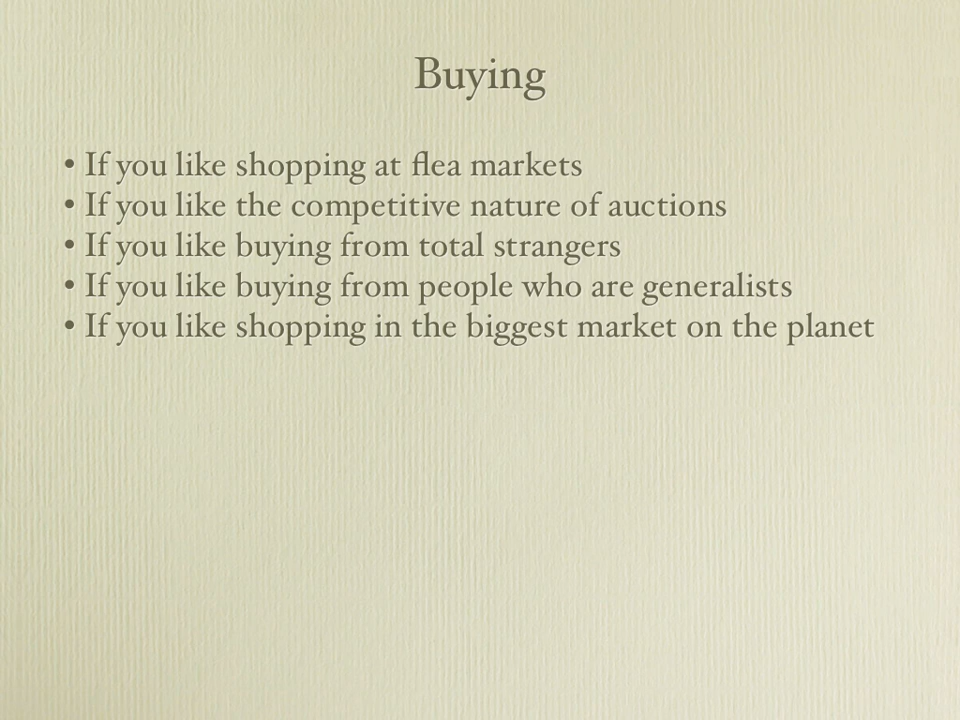 Buying
• If you like shopping at flea markets
• If you like the competitive nature of auctions
• If you like buying from total strangers
• If you like buying from people who are generalists
• If you like shopping in the biggest market on the planet